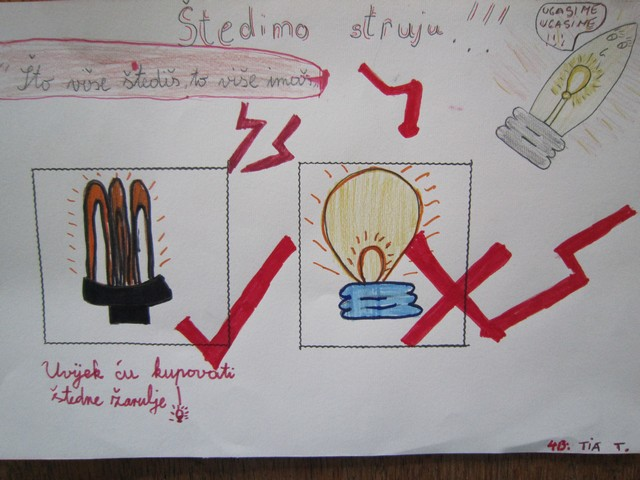 Štedimo struju...!!!
UGASI ME
UGASI ME
"Što više štediš, to više imaš"
Uvijek ću kupovati
štedne žarulje!
4B. TIA T.